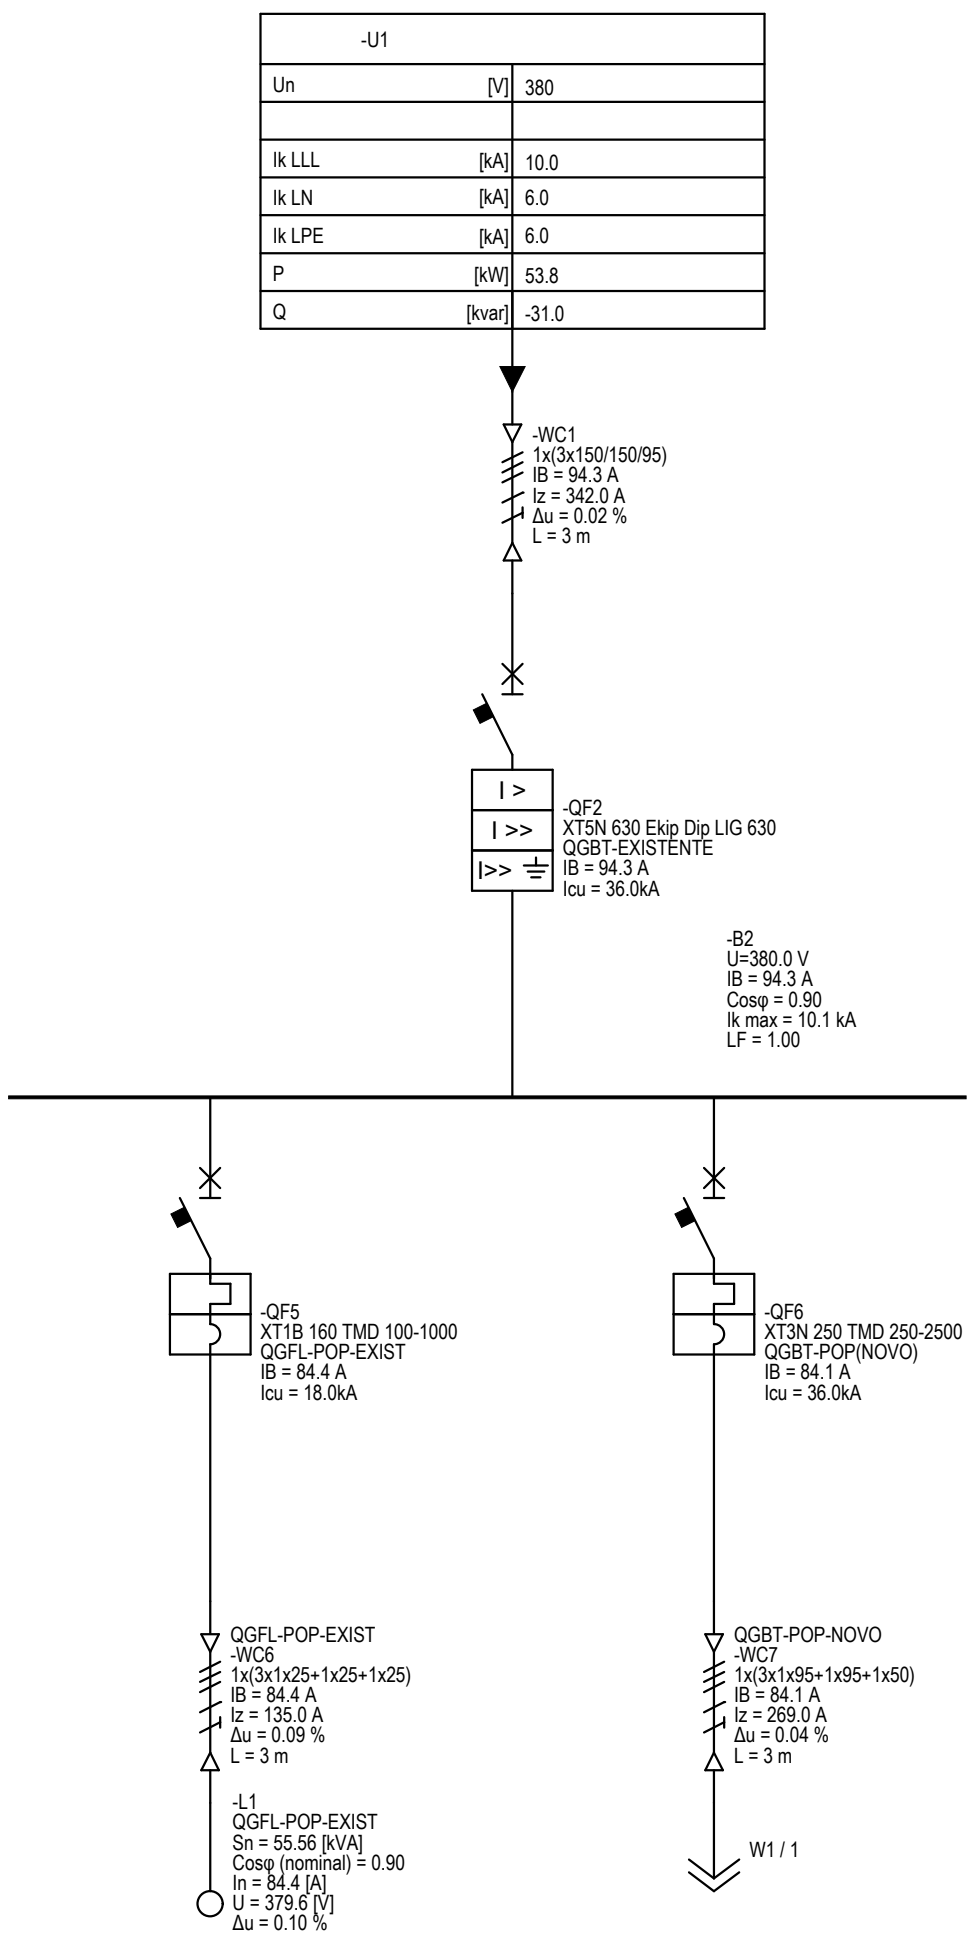 -U1
Un [V] 380
Ik LLL [kA] 10.0
Ik LN [kA] 6.0
Ik LPE [kA] 6.0
P [kW] 53.8
Q [kvar] -31.0
-WC1
1x(3x150/150/95)
IB = 94.3 A
Iz = 342.0 A
Δu = 0.02 %
L = 3 m
I >
I >>
I>>
-QF2
XT5N 630 Ekip Dip LIG 630
QGBT-EXISTENTE
IB = 94.3 A
Icu = 36.0kA
-B2
U=380.0 V
IB = 94.3 A
Cosφ = 0.90
Ik max = 10.1 kA
LF = 1.00
-QF5
XT1B 160 TMD 100-1000
QGFL-POP-EXIST
IB = 84.4 A
Icu = 18.0kA
-QF6
XT3N 250 TMD 250-2500
QGBT-POP(NOVO)
IB = 84.1 A
Icu = 36.0kA
QGFL-POP-EXIST
-WC6
1x(3x1x25+1x25+1x25)
IB = 84.4 A
Iz = 135.0 A
Δu = 0.09 %
L = 3 m
QGBT-POP-NOVO
-WC7
1x(3x1x95+1x95+1x50)
IB = 84.1 A
Iz = 269.0 A
Δu = 0.04 %
L = 3 m
-L1
QGFL-POP-EXIST
Sn = 55.56 [kVA]
Cosφ (nominal) = 0.90
In = 84.4 [A]
U = 379.6 [V]
Δu = 0.10 %
W1 / 1